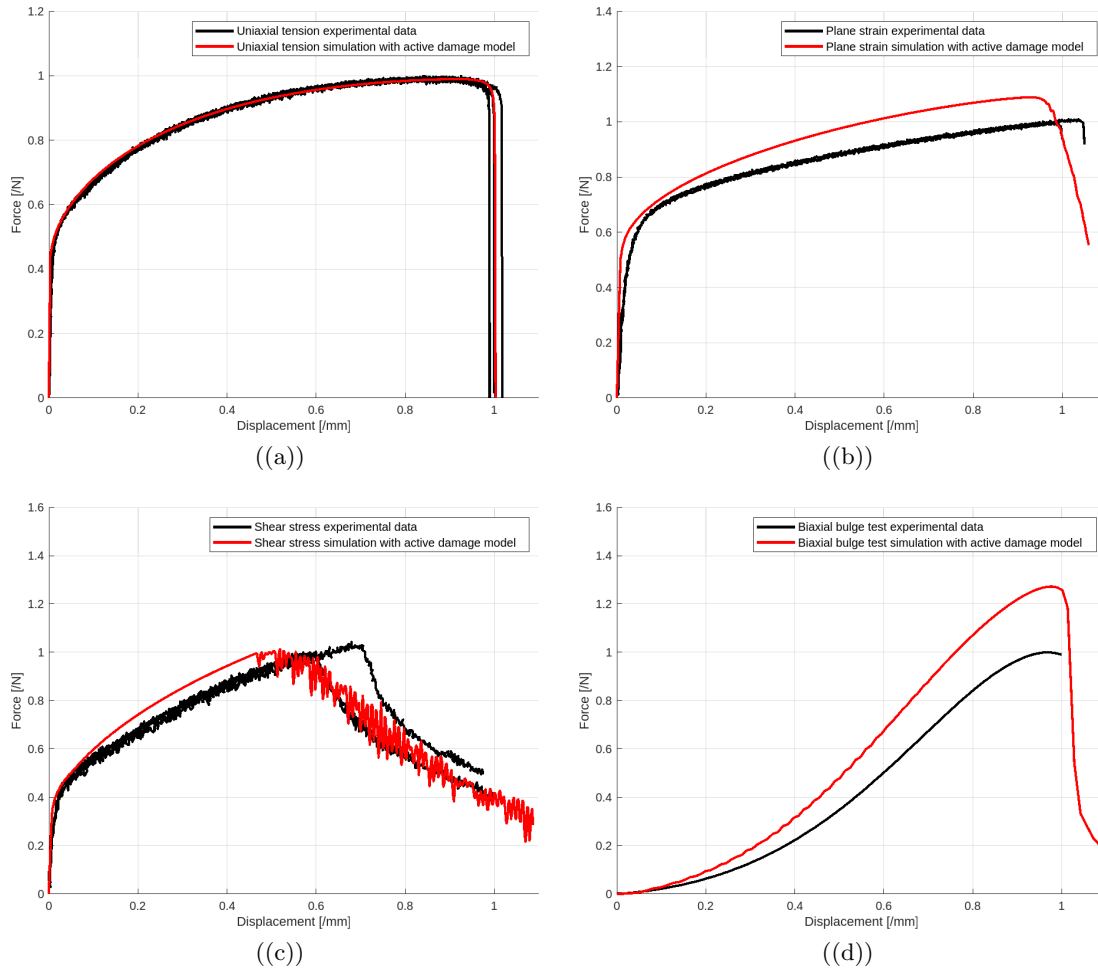 1.2
1
0.8
0.6
0.4
0.2
0
Force [/N]
Uniaxial tension experimental data
Uniaxial tension simulation with active damage model
0 0.2 0.4 0.6 0.8 1
Displacement [/mm]
((a))
1.4
1.2
1
0.8
0.6
0.4
0.2
0
Force [/N]
Plane strain experimental data
Plane strain simulation with active damage model
0 0.2 0.4 0.6 0.8 1
Displacement [/mm]
((b))
1.6
1.4
1.2
1
0.8
0.6
0.4
0.2
0
Force [/N]
Shear stress experimental data
Shear stress simulation with active damage model
0 0.2 0.4 0.6 0.8 1
Displacement [/mm]
((c))
1.6
1.4
1.2
1
0.8
0.6
0.4
0.2
0
Force [/N]
Biaxial bulge test experimental data
Biaxial bulge test simulation with active damage model
0 0.2 0.4 0.6 0.8 1
Displacement [/mm]
((d))